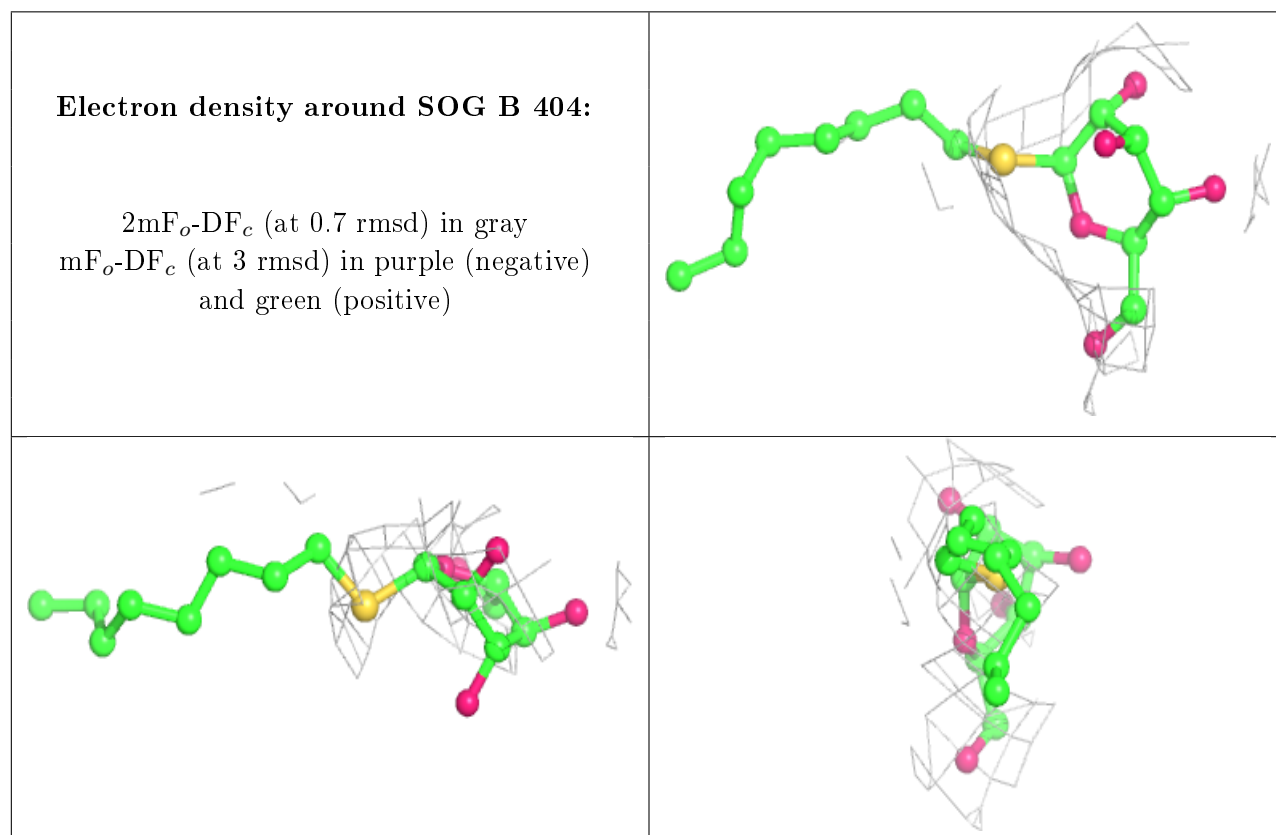 Electron density around SOG B 404:
2mFo-DFc (at 0.7 rmsd) in gray
mFo-DFc (at 3 rmsd) in purple (negative)
and green (positive)